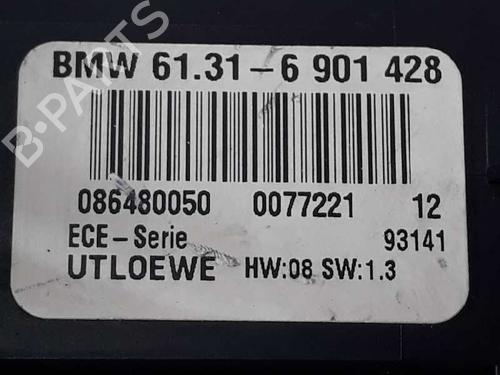 BMW 61.31-6 901 428
086480050 0077221 12
ECE-Serie 93141
UTLOEWE HW:08 SW:1.3
B-PARTS